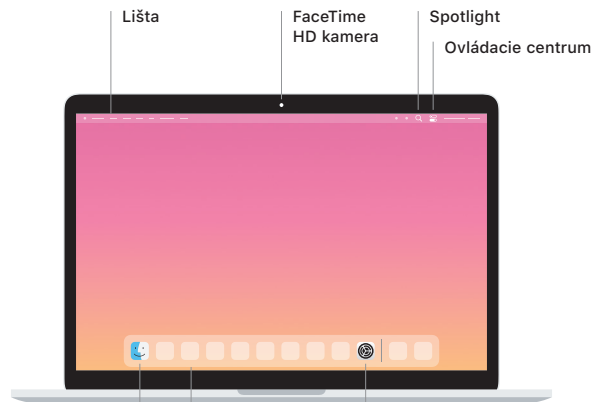 Lišta
FaceTime
HD kamera
Spotlight
Ovládacie centrum